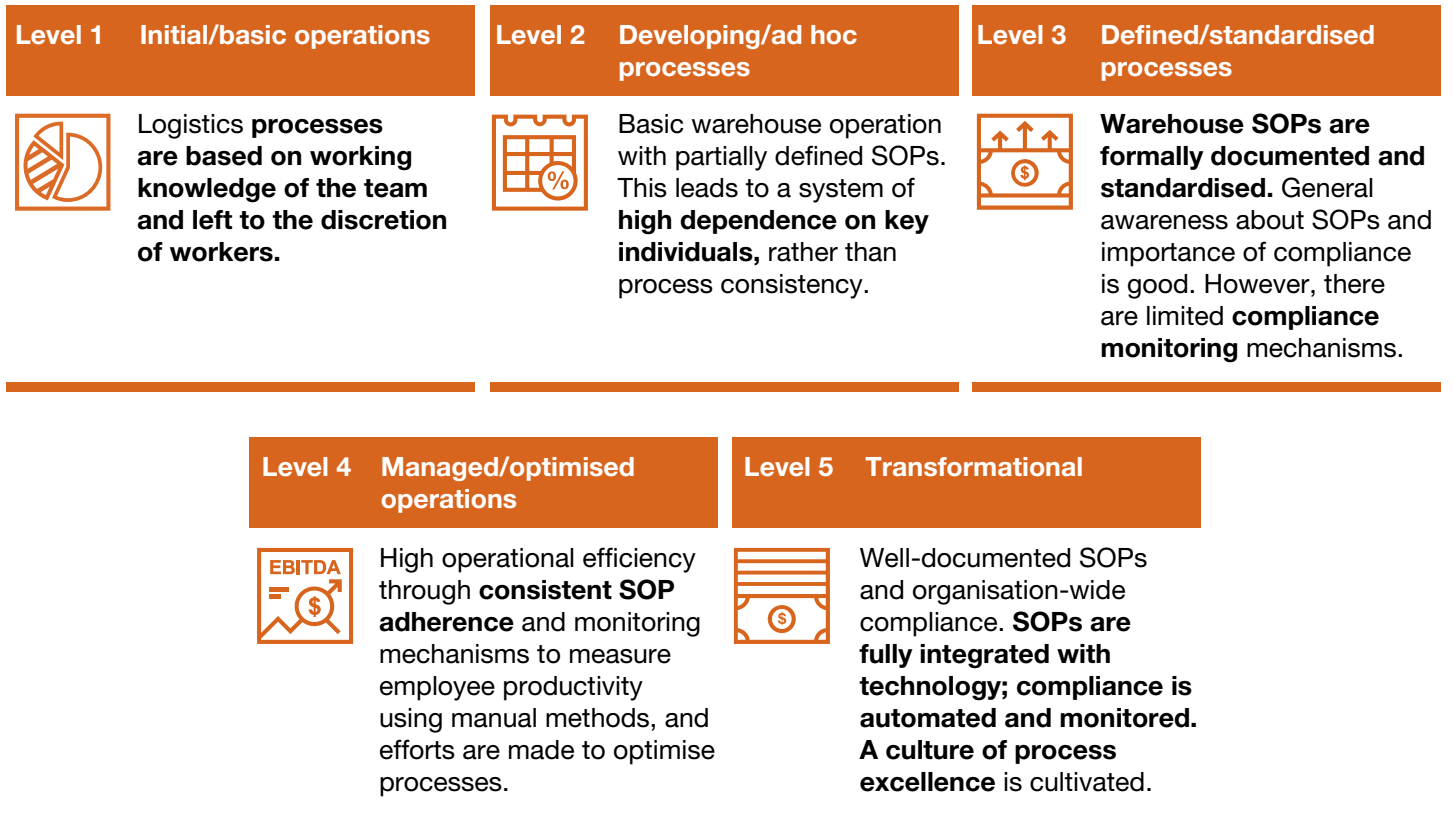 Level 1 Initial/basic operations
Logistics processes
are based on working
knowledge of the team
and left to the discretion
of workers.
Level 2 Developing/ad hoc
processes
%
Basic warehouse operation
with partially defined SOPs.
This leads to a system of
high dependence on key
individuals, rather than
process consistency.
Level 3 Defined/standardised
processes
$
Warehouse SOPs are
formally documented and
standardised. General
awareness about SOPs and
importance of compliance
is good. However, there
are limited compliance
monitoring mechanisms.
Level 4 Managed/optimised
operations
EBITDA
$
High operational efficiency
through consistent SOP
adherence and monitoring
mechanisms to measure
employee productivity
using manual methods, and
efforts are made to optimise
processes.
Level 5 Transformational
$
Well-documented SOPs
and organisation-wide
compliance. SOPs are
fully integrated with
technology; compliance is
automated and monitored.
A culture of process
excellence is cultivated.